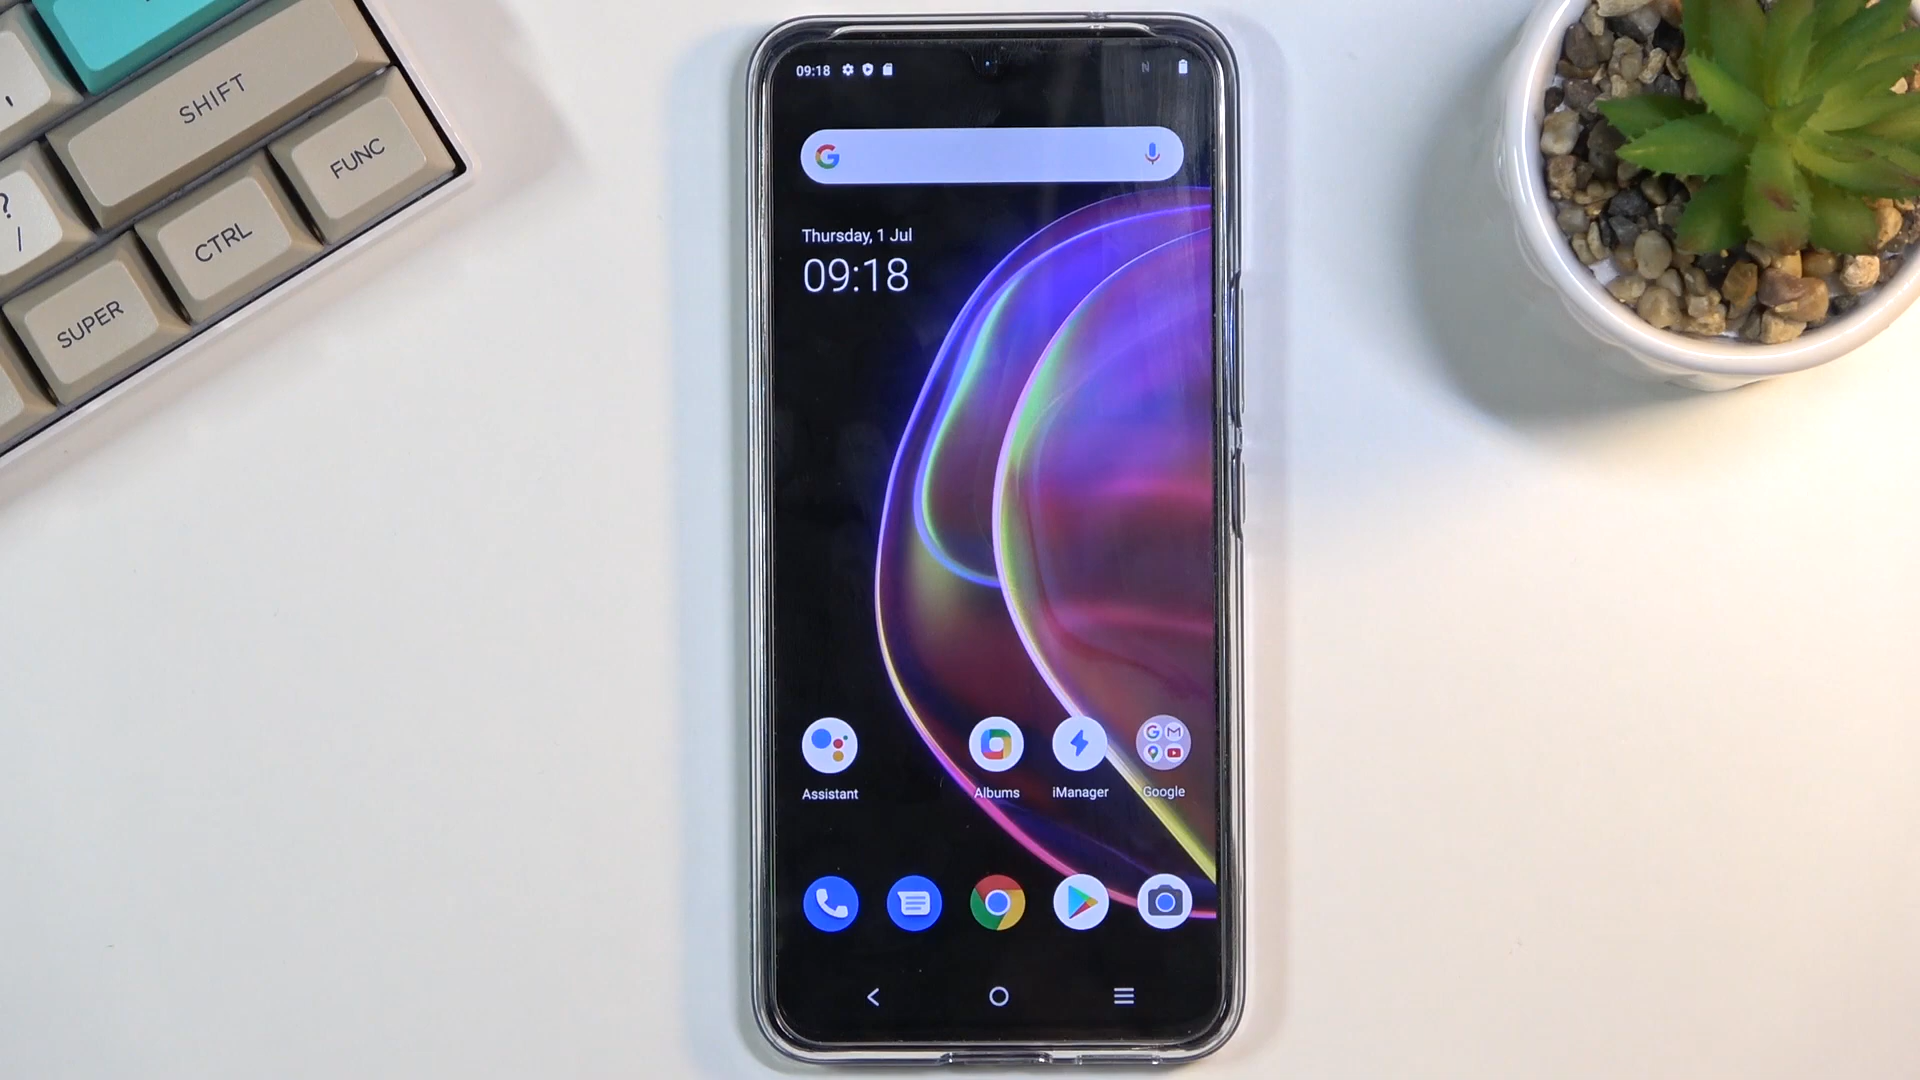 SHIFT
FUNC
CTRL
SUPER
?
/
,
09:18
N
G
Thursday, 1 Jul
09:18
Assistant
Albums
iManager
Google